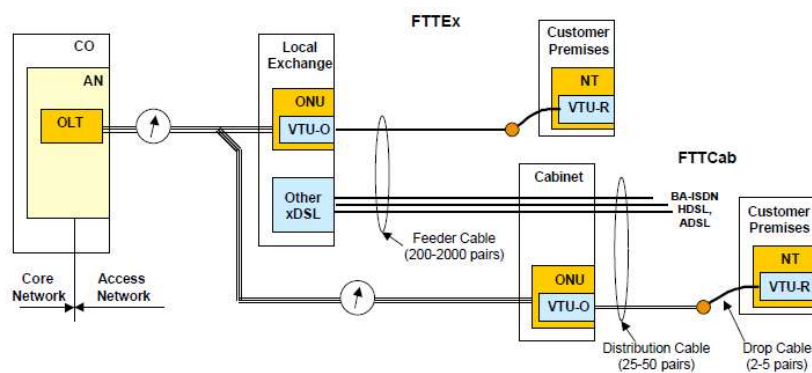 FTTEx
CO
AN
OLT
Local
Exchange
ONU
VTU-O
Other
xDSL
Customer
Premises
NT
VTU-R
FTTCab
Cabinet
BA-ISDN
HDSL,
ADSL
Customer
Premises
NT
VTU-R
Feeder Cable
(200-2000 pairs)
ONU
VTU-O
Core
Network
Access
Network
Distribution Cable
(25-50 pairs)
Drop Cable
(2-5 pairs)